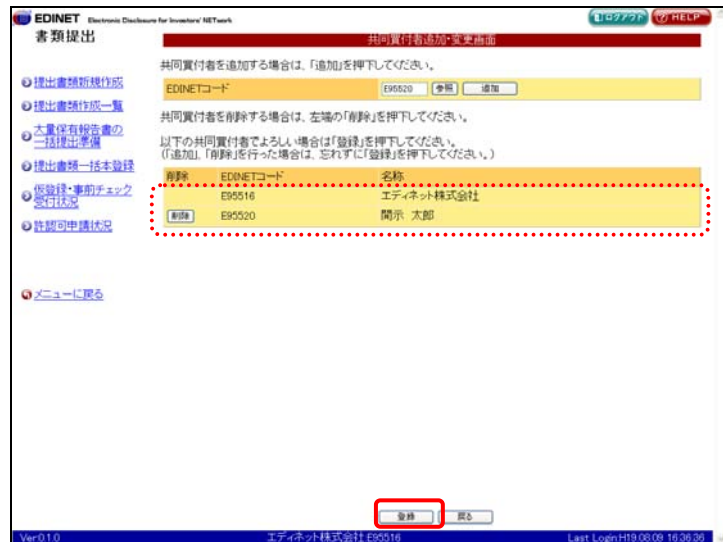 EDINET Electronic Disclosure for Investors' NETwork
ログアウト
HELP
書類提出
共同買付者追加・変更画面
共同買付者を追加する場合は、「追加」を押下してください。
EDINETコード E95520 参照 追加
共同買付者を削除する場合は、左端の「削除」を押下してください。
以下の共同買付者でよろしい場合は「登録」を押下してください。
(「追加」、「削除」を行った場合は、忘れずに「登録」を押下してください。)
削除 EDINETコード 名称
E95516 エディネット株式会社
削除 E95520 開示 太郎
提出書類新規作成
提出書類作成一覧
大量保有報告書の
一括提出準備
提出書類一括本登録
仮登録・事前チェック
受付状況
許認可申請状況
メニューに戻る
登録 戻る
Ver0.1.0 エディネット株式会社 E95516 Last Login H19.08.09 16:36:36